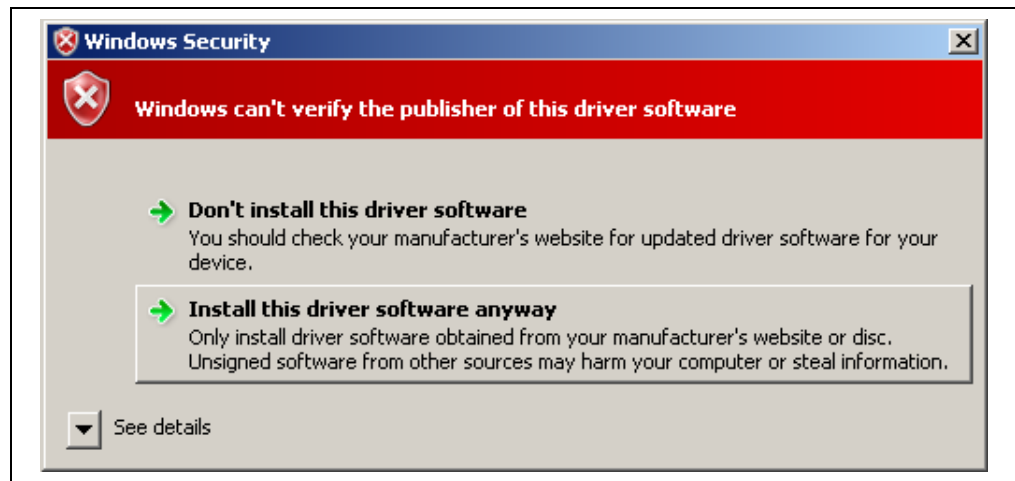 Windows Security
Windows can't verify the publisher of this driver software
Don't install this driver software
You should check your manufacturer's website for updated driver software for your
device.
Install this driver software anyway
Only install driver software obtained from your manufacturer's website or disc.
Unsigned software from other sources may harm your computer or steal information.
See details